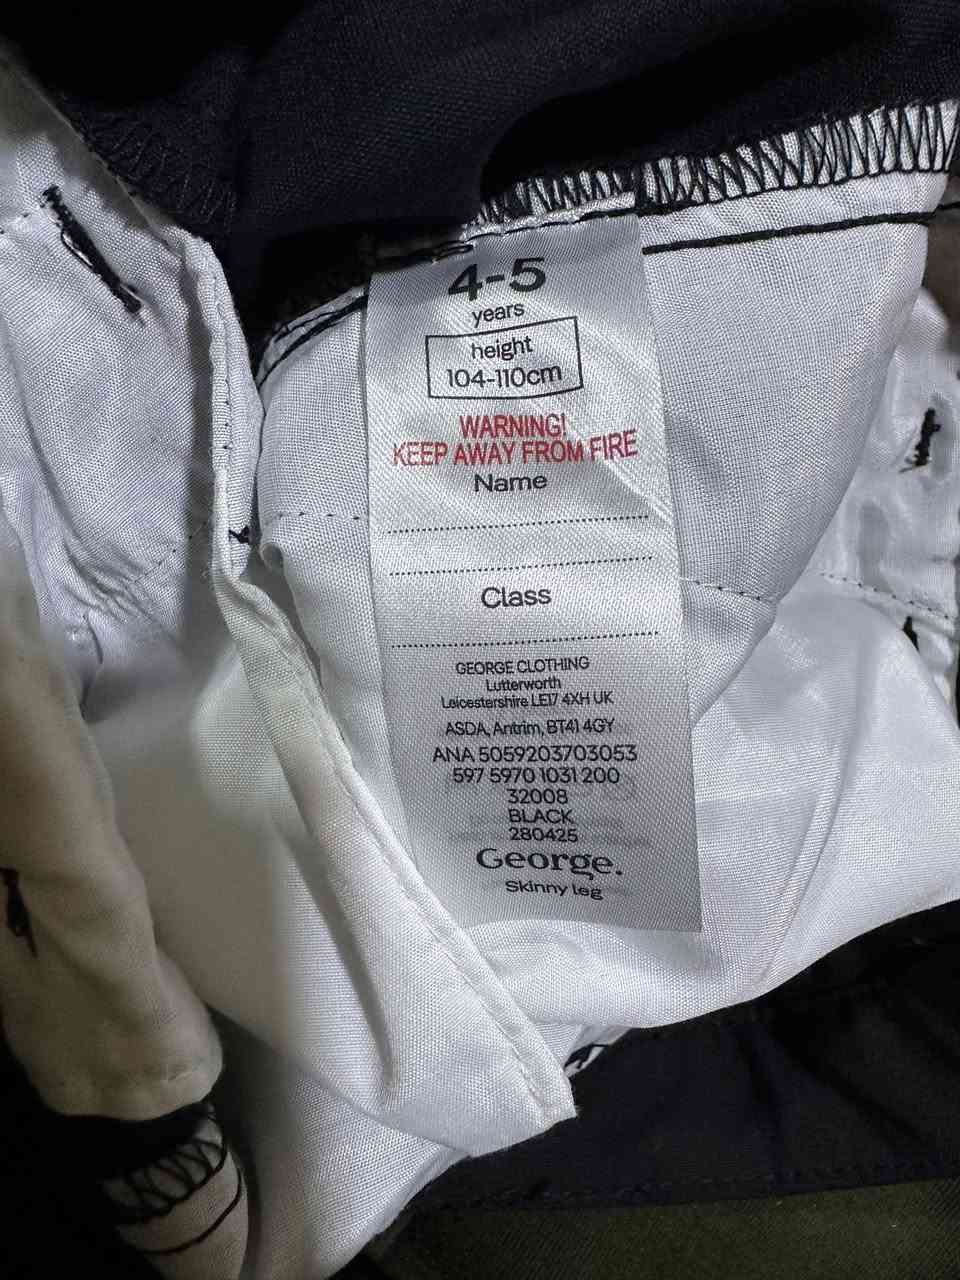 4-5
years
height
104-110cm
WARNING!
KEEP AWAY FROM FIRE
Name
Class
GEORGE CLOTHING
Lutterworth
Leicestershire LE17 4XH UK
ASDA, Antrim, BT41 4GY
ANA 5059203703053
597 5970 1031 200
32008
BLACK
280425
George.
Skinny leg